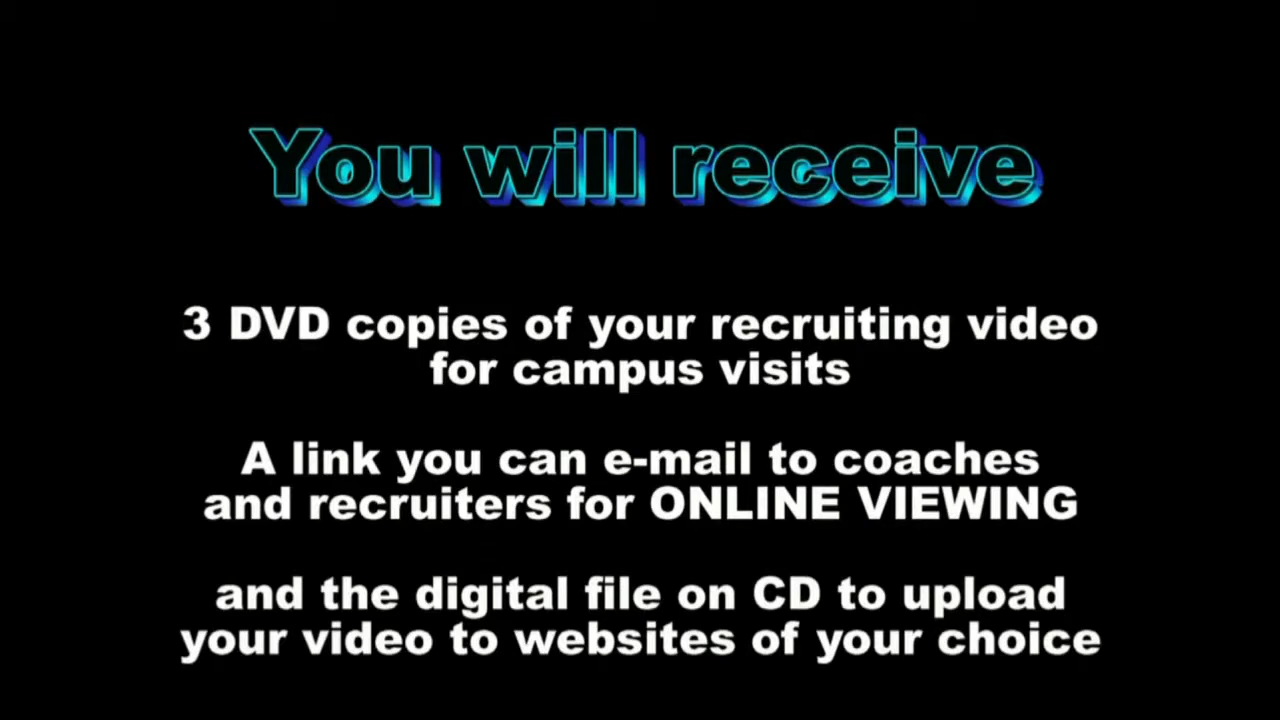 You will receive
3 DVD copies of your recruiting video
for campus visits
A link you can e-mail to coaches
and recruiters for ONLINE VIEWING
and the digital file on CD to upload
your video to websites of your choice